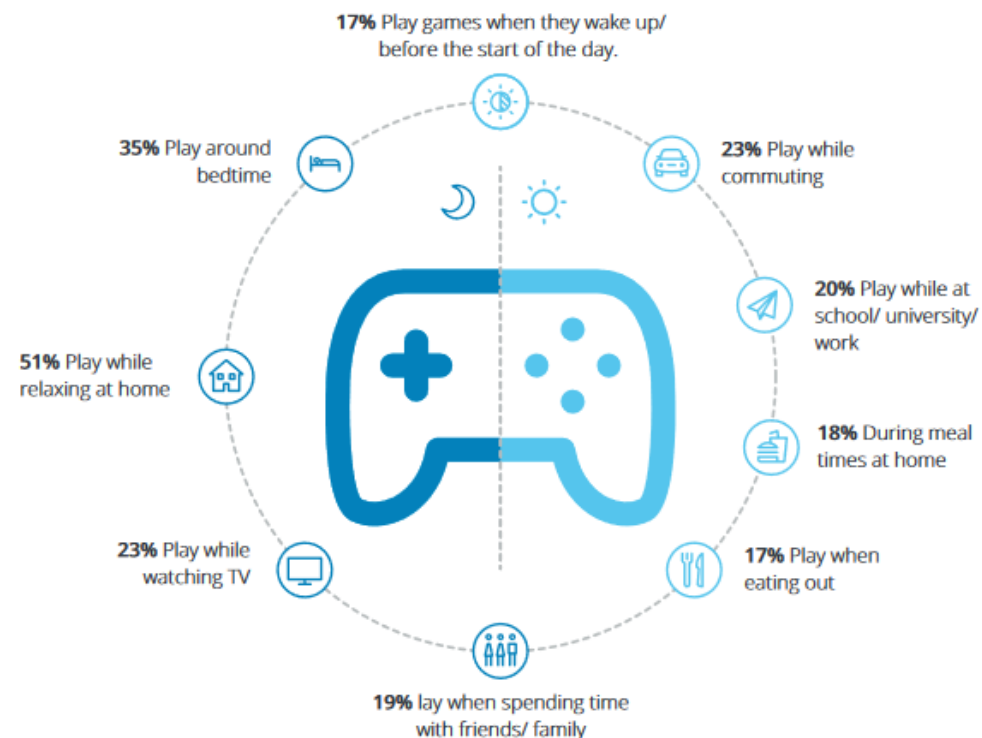 17% Play games when they wake up/
before the start of the day.
35% Play around
bedtime
23% Play while
commuting
20% Play while at
school/ university/
work
51% Play while
relaxing at home
18% During meal
times at home
23% Play while
watching TV
17% Play when
eating out
19% lay when spending time
with friends/ family